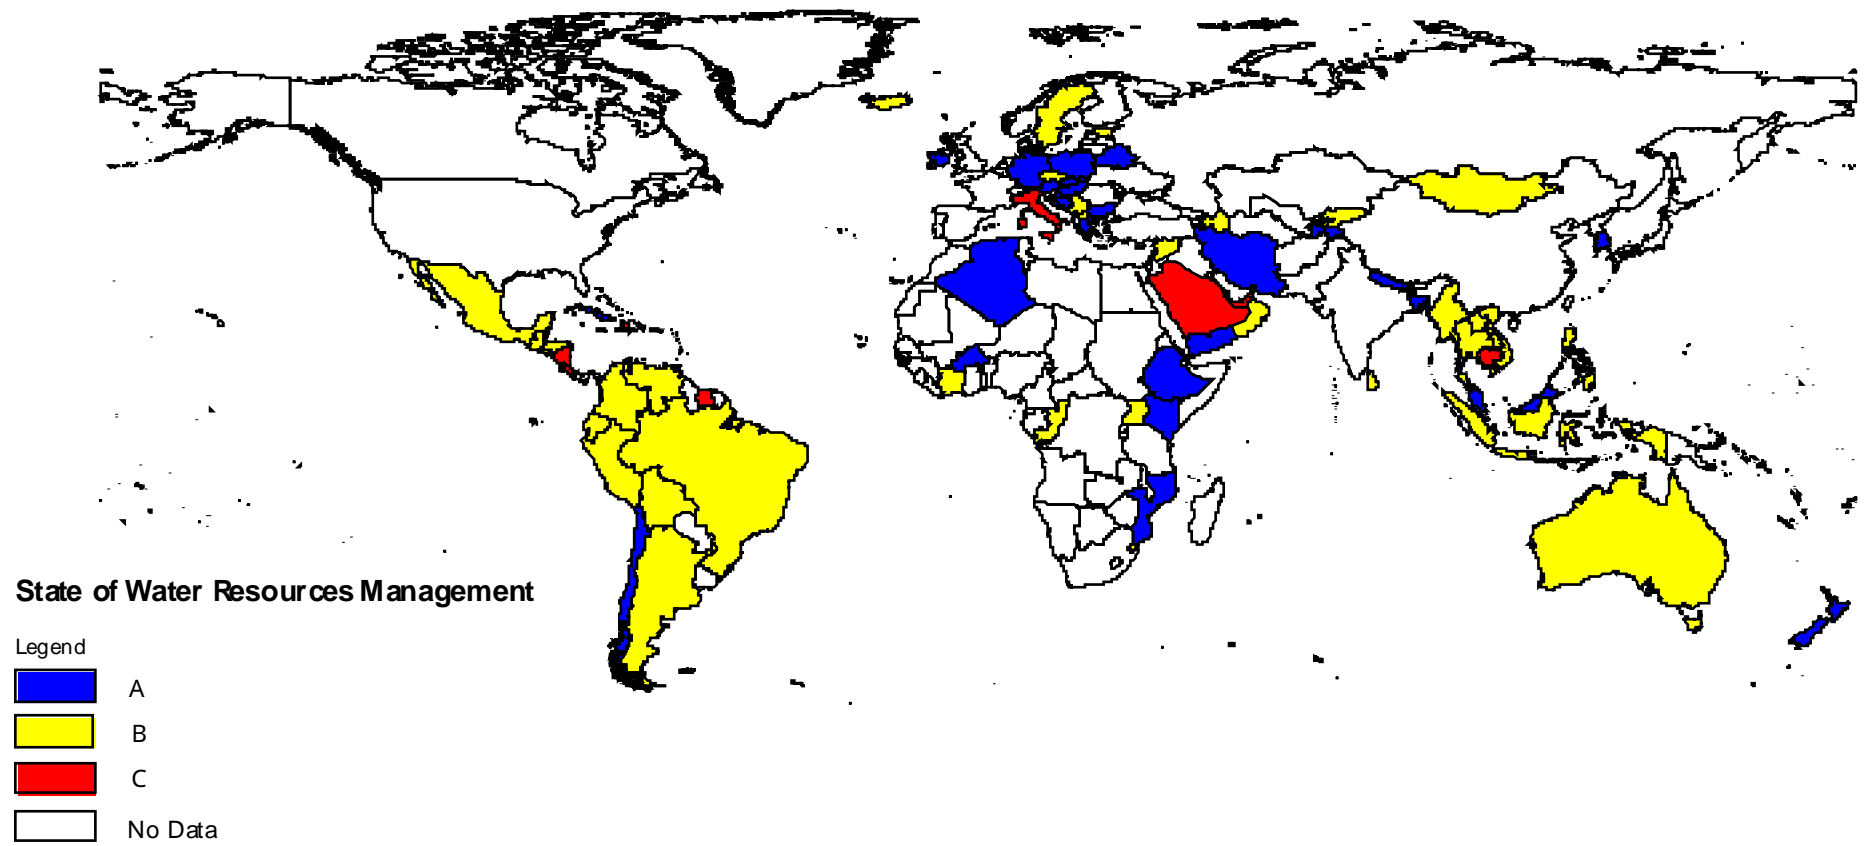 State of Water Resources Management
Legend
A
B
C
No Data